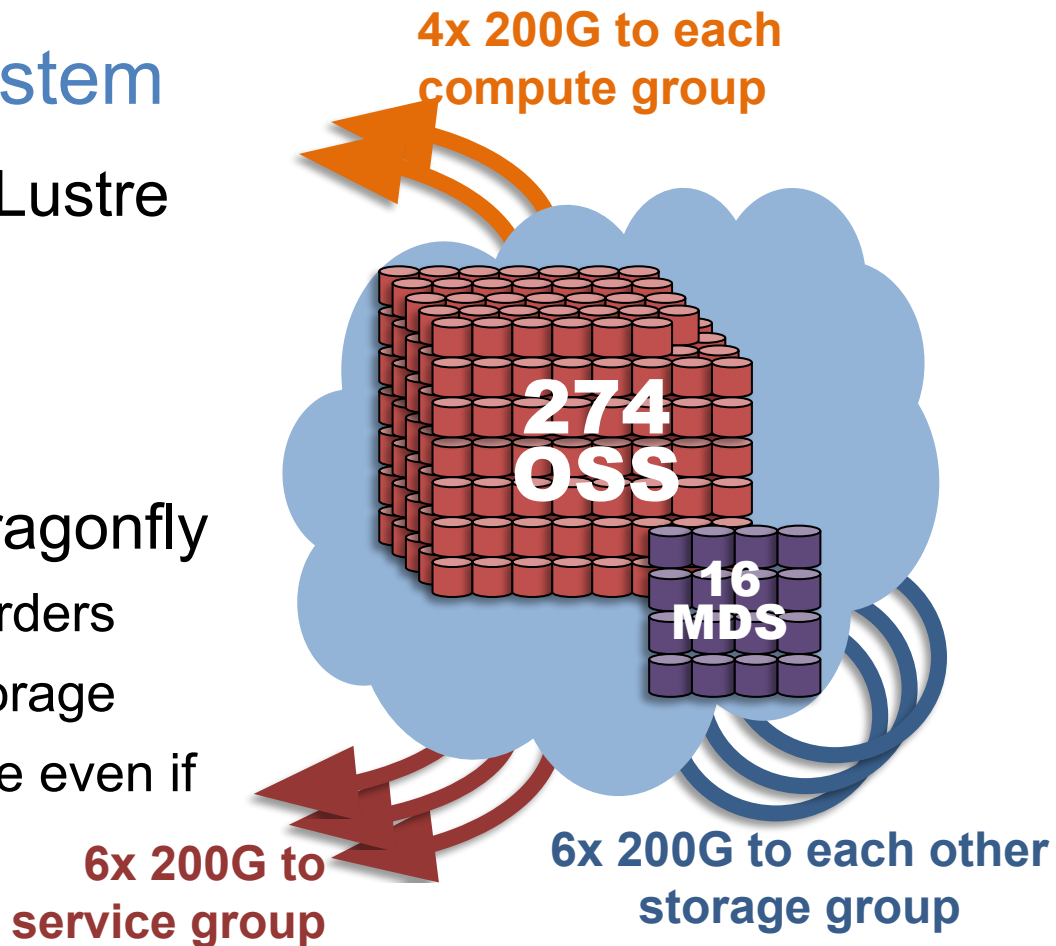 stem
4x 200G to each
compute group
Lustre
274
OSS
ragonfly
rders
orage
e even if
16
MDS
6x 200G to
service group
6x 200G to each other
storage group